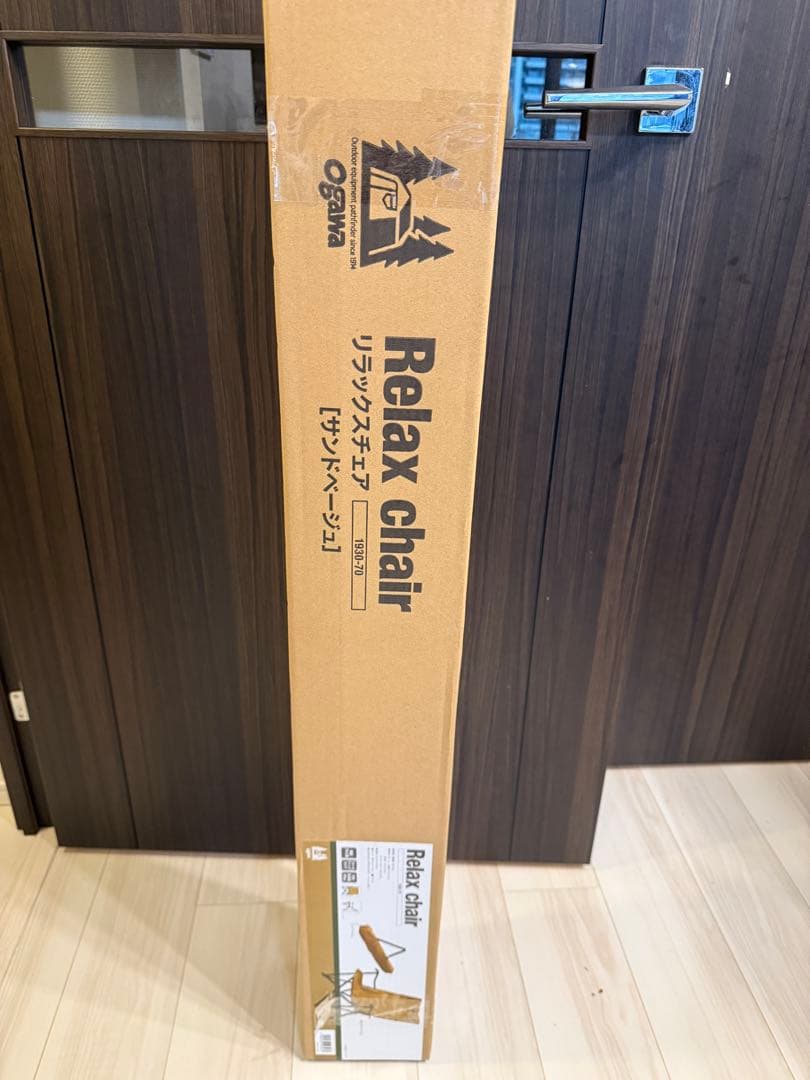 Outdoor equipment pathfinder since 1914
ogawa
Relax chair
リラックスチェア
1930-70
[サンドベージュ]
Relax chair